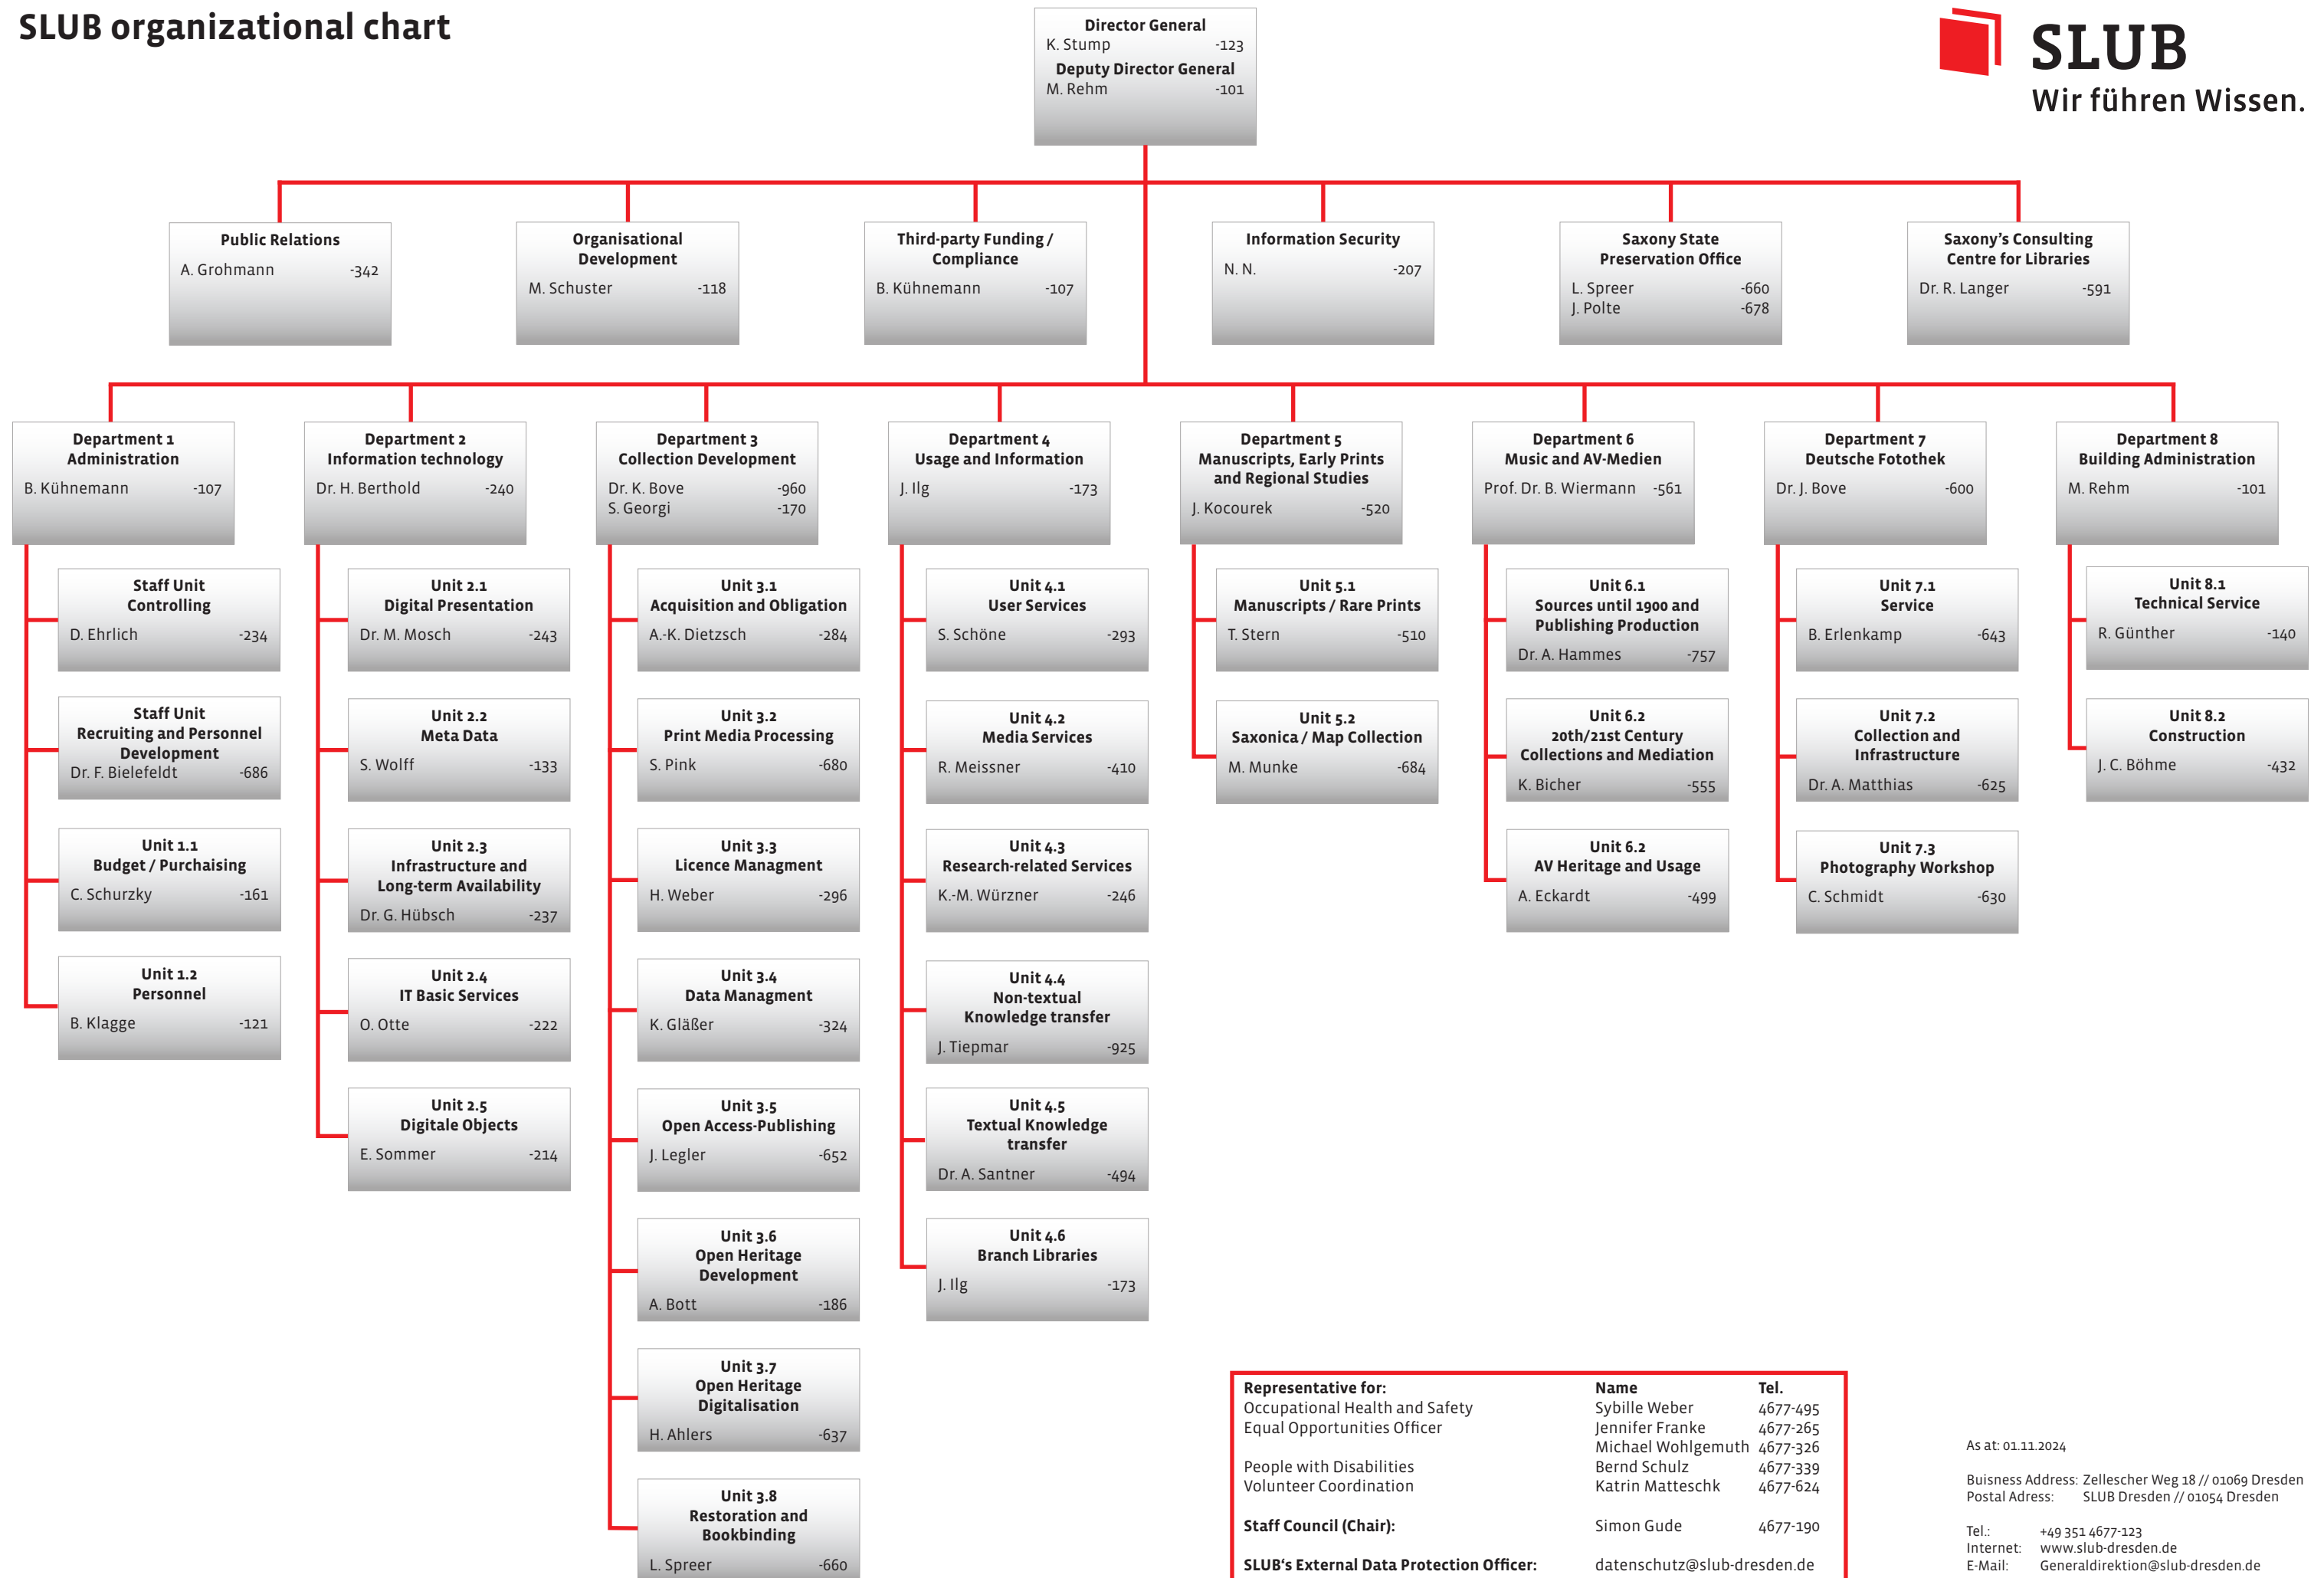 SLUB organizational chart
SLUB
Wir führen Wissen.
Director General
K. Stump -123
Deputy Director General
M. Rehm -101
Public Relations
A. Grohmann -342
Organisational
Development
M. Schuster -118
Third-party Funding /
Compliance
B. Kühnemann -107
Information Security
N. N. -207
Saxony State
Preservation Office
L. Spreer -660
J. Polte -678
Saxony's Consulting
Centre for Libraries
Dr. R. Langer -591
Department 1
Administration
B. Kühnemann -107
Staff Unit
Controlling
D. Ehrlich -234
Staff Unit
Recruiting and Personnel
Development
Dr. F. Bielefeldt -686
Unit 1.1
Budget / Purchaising
C. Schurzky -161
Unit 1.2
Personnel
B. Klagge -121
Department 2
Information technology
Dr. H. Berthold -240
Unit 2.1
Digital Presentation
Dr. M. Mosch -243
Unit 2.2
Meta Data
S. Wolff -133
Unit 2.3
Infrastructure and
Long-term Availability
Dr. G. Hübsch -237
Unit 2.4
IT Basic Services
O. Otte -222
Unit 2.5
Digitale Objects
E. Sommer -214
Department 3
Collection Development
Dr. K. Bove -960
S. Georgi -170
Unit 3.1
Acquisition and Obligation
A.-K. Dietzsch -284
Unit 3.2
Print Media Processing
S. Pink -680
Unit 3.3
Licence Managment
H. Weber -296
Unit 3.4
Data Managment
K. Gläßer -324
Unit 3.5
Open Access-Publishing
J. Legler -652
Unit 3.6
Open Heritage
Development
A. Bott -186
Unit 3.7
Open Heritage
Digitalisation
H. Ahlers -637
Unit 3.8
Restoration and
Bookbinding
L. Spreer -660
Department 4
Usage and Information
J. Ilg -173
Unit 4.1
User Services
S. Schöne -293
Unit 4.2
Media Services
R. Meissner -410
Unit 4.3
Research-related Services
K.-M. Würzner -246
Unit 4.4
Non-textual
Knowledge transfer
J. Tiepmar -925
Unit 4.5
Textual Knowledge
transfer
Dr. A. Santner -494
Unit 4.6
Branch Libraries
J. Ilg -173
Department 5
Manuscripts, Early Prints
and Regional Studies
J. Kocourek -520
Unit 5.1
Manuscripts / Rare Prints
T. Stern -510
Unit 5.2
Saxonica / Map Collection
M. Munke -684
Department 6
Music and AV-Medien
Prof. Dr. B. Wiermann -561
Unit 6.1
Sources until 1900 and
Publishing Production
Dr. A. Hammes -757
Unit 6.2
20th/21st Century
Collections and Mediation
K. Bicher -555
Unit 6.2
AV Heritage and Usage
A. Eckardt -499
Department 7
Deutsche Fotothek
Dr. J. Bove -600
Unit 7.1
Service
B. Erlenkamp -643
Unit 7.2
Collection and
Infrastructure
Dr. A. Matthias -625
Unit 7.3
Photography Workshop
C. Schmidt -630
Department 8
Building Administration
M. Rehm -101
Unit 8.1
Technical Service
R. Günther -140
Unit 8.2
Construction
J. C. Böhme -432
Representative for: Name Tel.
Occupational Health and Safety Sybille Weber 4677-495
Equal Opportunities Officer Jennifer Franke 4677-265
Michael Wohlgemuth 4677-326
People with Disabilities Bernd Schulz 4677-339
Volunteer Coordination Katrin Matteschk 4677-624
Staff Council (Chair): Simon Gude 4677-190
SLUB‘s External Data Protection Officer: datenschutz@slub-dresden.de
As at: 01.11.2024
Buisness Address: Zellescher Weg 18 // 01069 Dresden
Postal Adress: SLUB Dresden // 01054 Dresden
Tel.: +49 351 4677-123
Internet: www.slub-dresden.de
E-Mail: Generaldirektion@slub-dresden.de